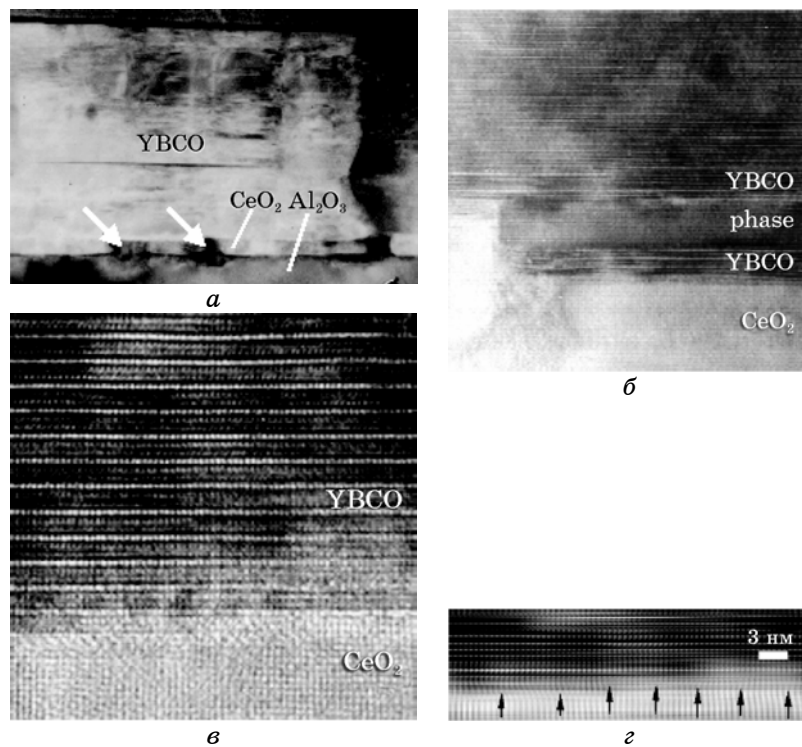 YBCO
CeO₂ Al₂O₃
а
YBCO
phase
YBCO
CeO₂
б
YBCO
CeO₂
в
3 нм
г